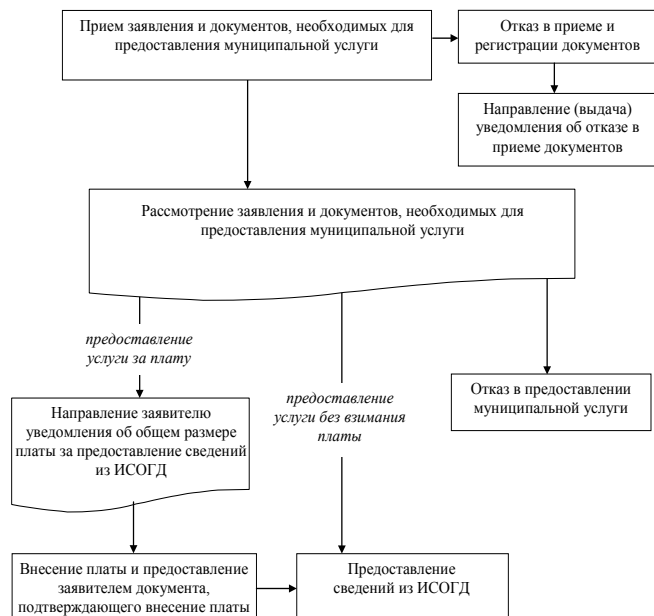 Прием заявления и документов, необходимых для
предоставления муниципальной услуги
Отказ в приеме и
регистрации документов
Направление (выдача)
уведомления об отказе в
приеме документов
Рассмотрение заявления и документов, необходимых для
предоставления муниципальной услуги
предоставление
услуги за плату
предоставление
услуги без взимания
платы
Отказ в предоставлении
муниципальной услуги
Направление заявителю
уведомления об общем размере
платы за предоставление сведений
из ИСОГД
Внесение платы и предоставление
заявителем документа,
подтверждающего внесение платы
Предоставление
сведений из ИСОГД